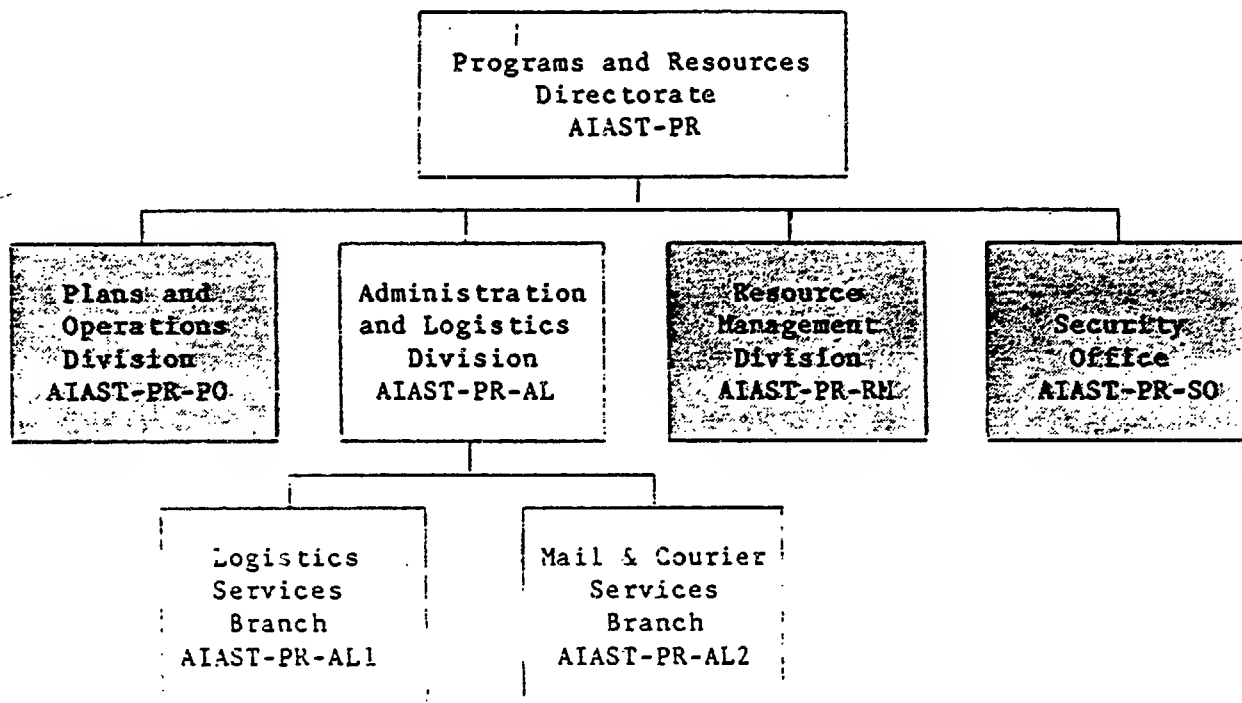 Programs and Resources
Directorate
AIAST-PR
Plans and
Operations
Division
AIAST-PR-PO
Administration
and Logistics
Division
AIAST-PR-AL
Resource
Management
Division
AIAST-PR-RM
Security
Office
AIAST-PR-SO
Logistics
Services
Branch
AIAST-PR-AL1
Mail & Courier
Services
Branch
AIAST-PR-AL2